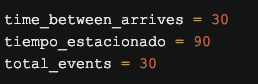 time_between_arrives = 30
tiempo_estacionado = 90
total_events = 30